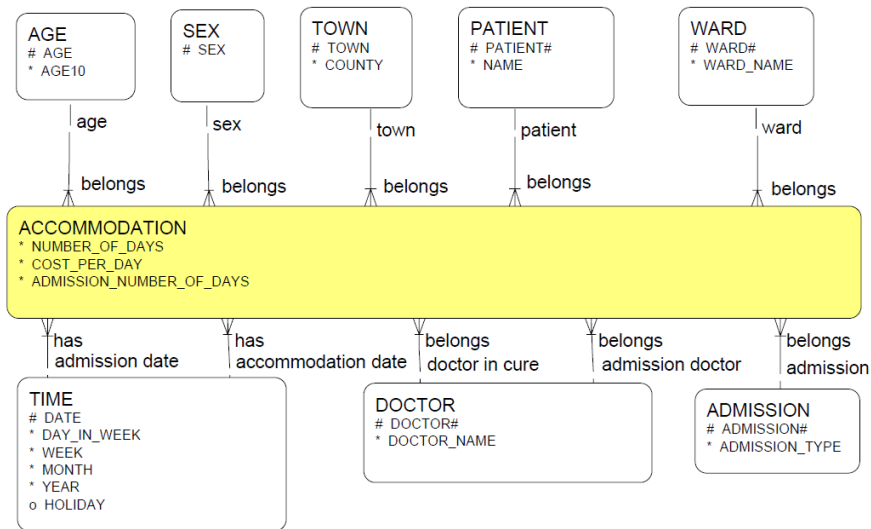 AGE
# AGE
* AGE10
SEX
# SEX
TOWN
# TOWN
* COUNTY
PATIENT
# PATIENT#
* NAME
WARD
# WARD#
* WARD_NAME
age
sex
town
patient
ward
belongs
belongs
belongs
belongs
belongs
ACCOMMODATION
* NUMBER_OF_DAYS
* COST_PER_DAY
* ADMISSION_NUMBER_OF_DAYS
has
admission date
has
accommodation date
belongs
doctor in cure
belongs
admission doctor
belongs
admission
TIME
# DATE
* DAY_IN_WEEK
* WEEK
* MONTH
* YEAR
o HOLIDAY
DOCTOR
# DOCTOR#
* DOCTOR_NAME
ADMISSION
# ADMISSION#
* ADMISSION_TYPE